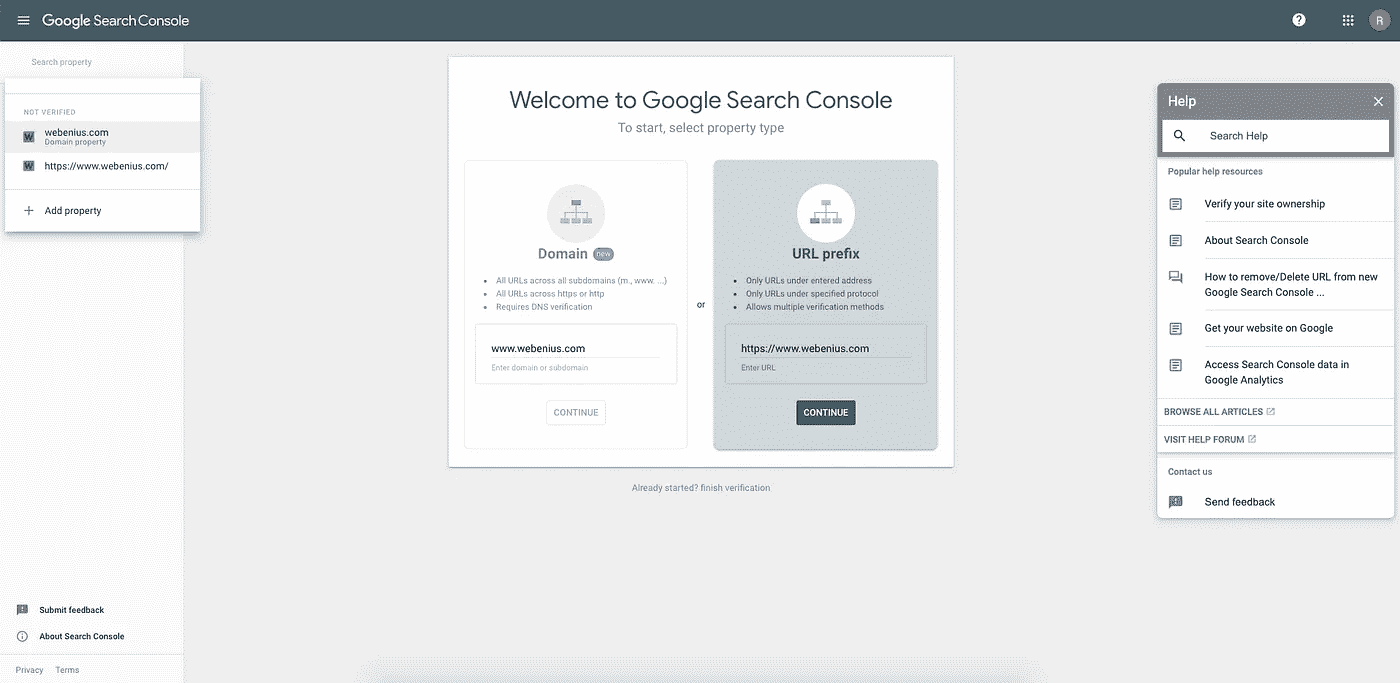 Google Search Console
R
Search property
NOT VERIFIED
W
webenius.com
Domain property
W
https://www.webenius.com/
Add property
Welcome to Google Search Console
To start, select property type
Domain new
All URLs across all subdomains (m., www. ...)
All URLs across https or http
Requires DNS verification
www.webenius.com
Enter domain or subdomain
CONTINUE
or
URL prefix
Only URLs under entered address
Only URLs under specified protocol
Allows multiple verification methods
https://www.webenius.com
Enter URL
CONTINUE
Already started? finish verification
Help
Search Help
Popular help resources
Verify your site ownership
About Search Console
How to remove/Delete URL from new
Google Search Console ...
Get your website on Google
Access Search Console data in
Google Analytics
BROWSE ALL ARTICLES
VISIT HELP FORUM
Contact us
Send feedback
Submit feedback
About Search Console
Privacy Terms